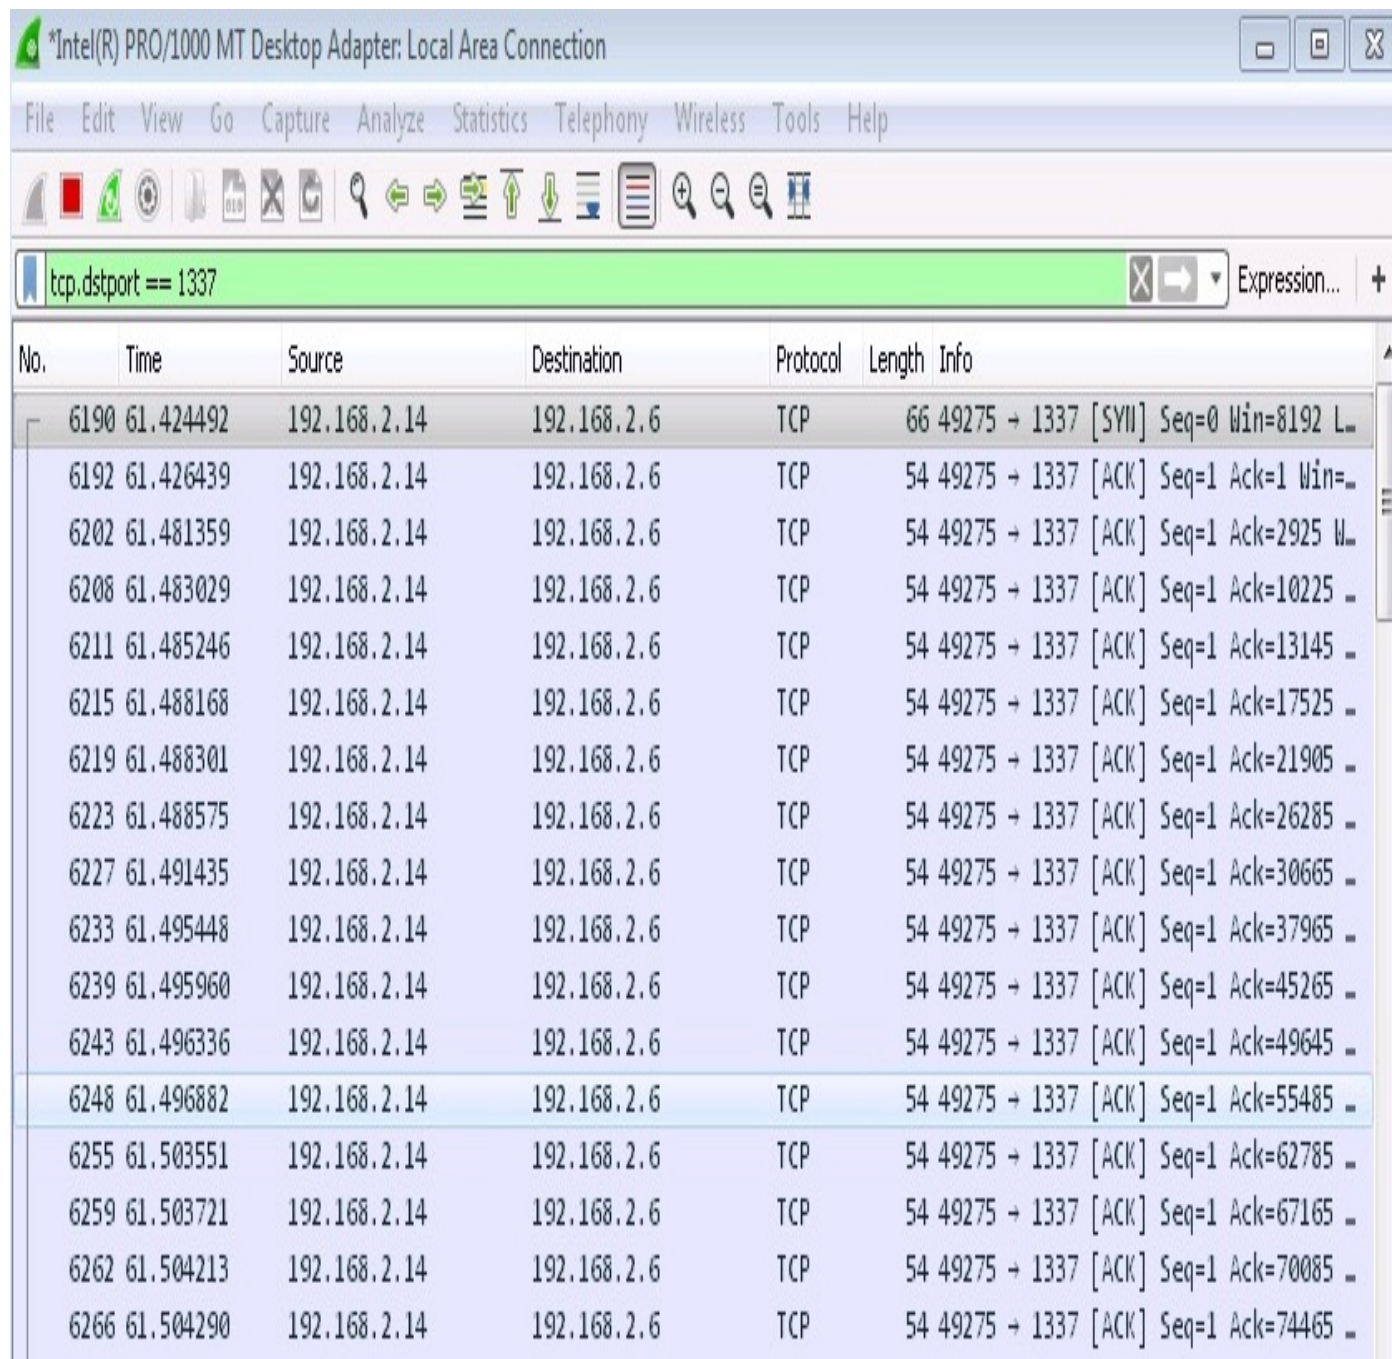 *Intel(R) PRO/1000 MT Desktop Adapter: Local Area Connection
File Edit View Go Capture Analyze Statistics Telephony Wireless Tools Help
tcp.dstport == 1337 Expression... +
No. Time Source Destination Protocol Length Info
6190 61.424492 192.168.2.14 192.168.2.6 TCP 66 49275 → 1337 [SYN] Seq=0 Win=8192 L…
6192 61.426439 192.168.2.14 192.168.2.6 TCP 54 49275 → 1337 [ACK] Seq=1 Ack=1 Win=…
6202 61.481359 192.168.2.14 192.168.2.6 TCP 54 49275 → 1337 [ACK] Seq=1 Ack=2925 W…
6208 61.483029 192.168.2.14 192.168.2.6 TCP 54 49275 → 1337 [ACK] Seq=1 Ack=10225 …
6211 61.485246 192.168.2.14 192.168.2.6 TCP 54 49275 → 1337 [ACK] Seq=1 Ack=13145 …
6215 61.488168 192.168.2.14 192.168.2.6 TCP 54 49275 → 1337 [ACK] Seq=1 Ack=17525 …
6219 61.488301 192.168.2.14 192.168.2.6 TCP 54 49275 → 1337 [ACK] Seq=1 Ack=21905 …
6223 61.488575 192.168.2.14 192.168.2.6 TCP 54 49275 → 1337 [ACK] Seq=1 Ack=26285 …
6227 61.491435 192.168.2.14 192.168.2.6 TCP 54 49275 → 1337 [ACK] Seq=1 Ack=30665 …
6233 61.495448 192.168.2.14 192.168.2.6 TCP 54 49275 → 1337 [ACK] Seq=1 Ack=37965 …
6239 61.495960 192.168.2.14 192.168.2.6 TCP 54 49275 → 1337 [ACK] Seq=1 Ack=45265 …
6243 61.496336 192.168.2.14 192.168.2.6 TCP 54 49275 → 1337 [ACK] Seq=1 Ack=49645 …
6248 61.496882 192.168.2.14 192.168.2.6 TCP 54 49275 → 1337 [ACK] Seq=1 Ack=55485 …
6255 61.503551 192.168.2.14 192.168.2.6 TCP 54 49275 → 1337 [ACK] Seq=1 Ack=62785 …
6259 61.503721 192.168.2.14 192.168.2.6 TCP 54 49275 → 1337 [ACK] Seq=1 Ack=67165 …
6262 61.504213 192.168.2.14 192.168.2.6 TCP 54 49275 → 1337 [ACK] Seq=1 Ack=70085 …
6266 61.504290 192.168.2.14 192.168.2.6 TCP 54 49275 → 1337 [ACK] Seq=1 Ack=74465 …